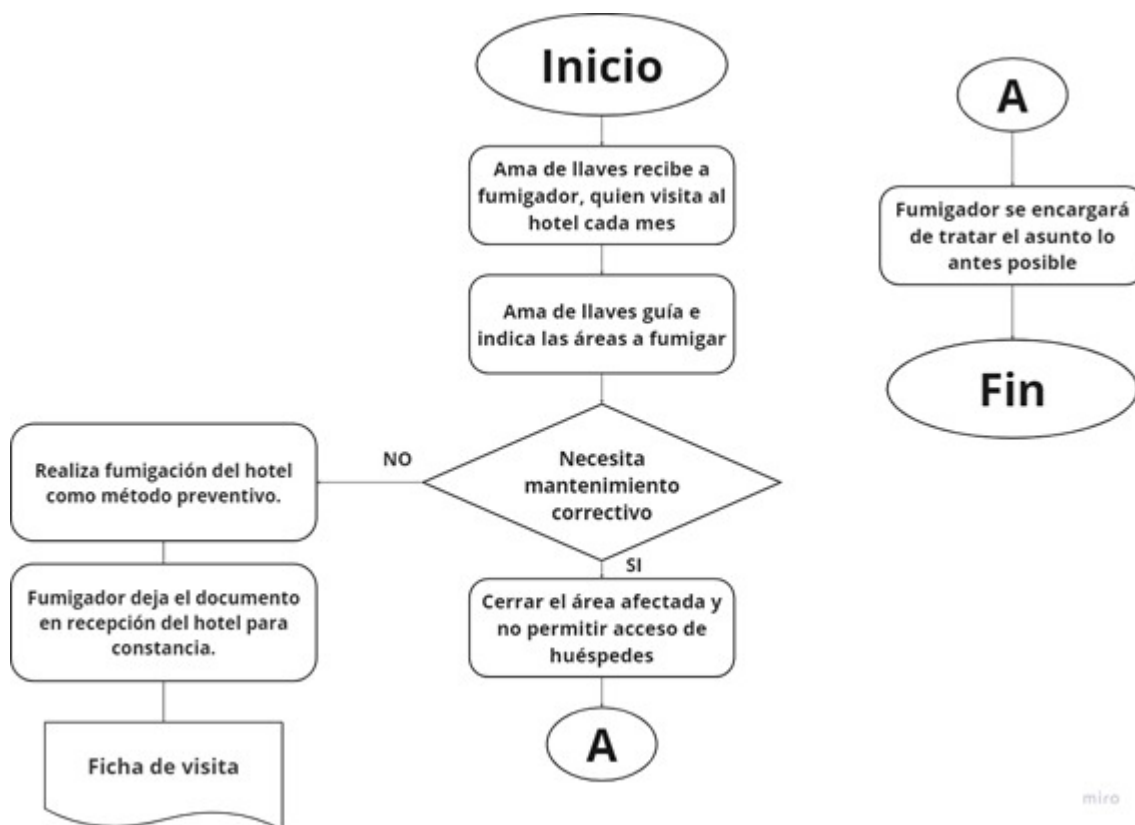 Inicio
Ama de llaves recibe a
fumigador, quien visita al
hotel cada mes
Ama de llaves guía e
indica las áreas a fumigar
Necesita
mantenimiento
correctivo
NO
Realiza fumigación del hotel
como método preventivo.
Fumigador deja el documento
en recepción del hotel para
constancia.
Ficha de visita
SI
Cerrar el área afectada y
no permitir acceso de
huéspedes
A
A
Fumigador se encargará
de tratar el asunto lo
antes posible
Fin
miro